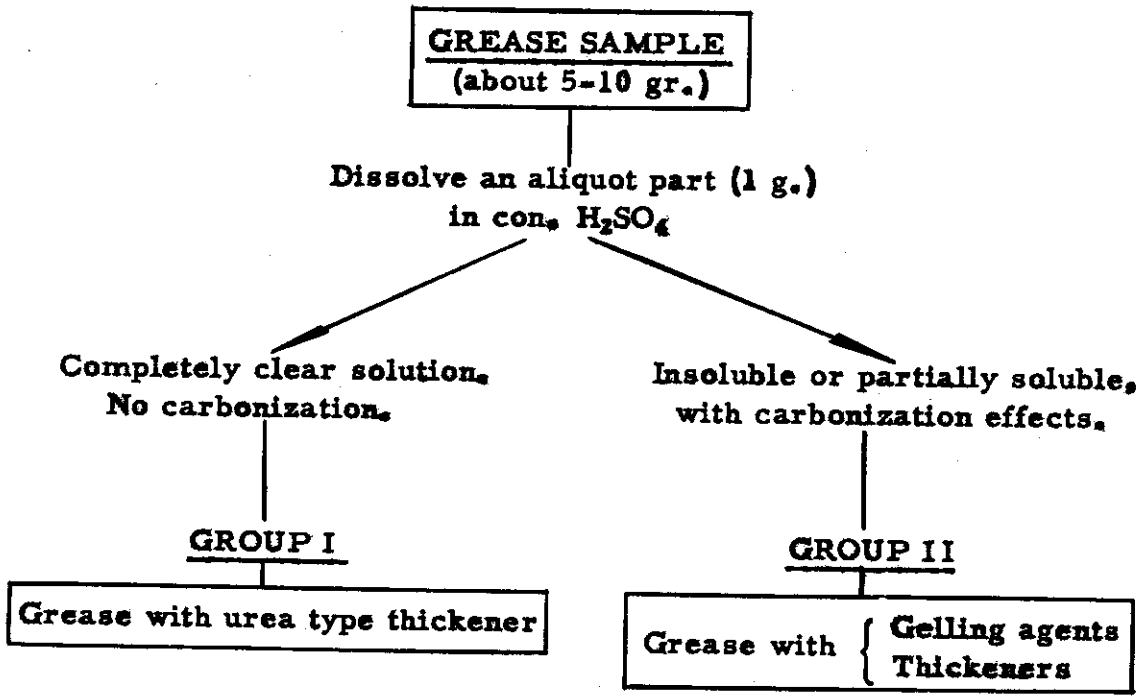 GREASE SAMPLE
(about 5-10 gr.)
Dissolve an aliquot part (1 g.)
in con. H₂SO₄
Completely clear solution.
No carbonization.
Insoluble or partially soluble.
with carbonization effects.
GROUP I
GROUP II
Grease with urea type thickener
Grease with { Gelling agents
Thickeners